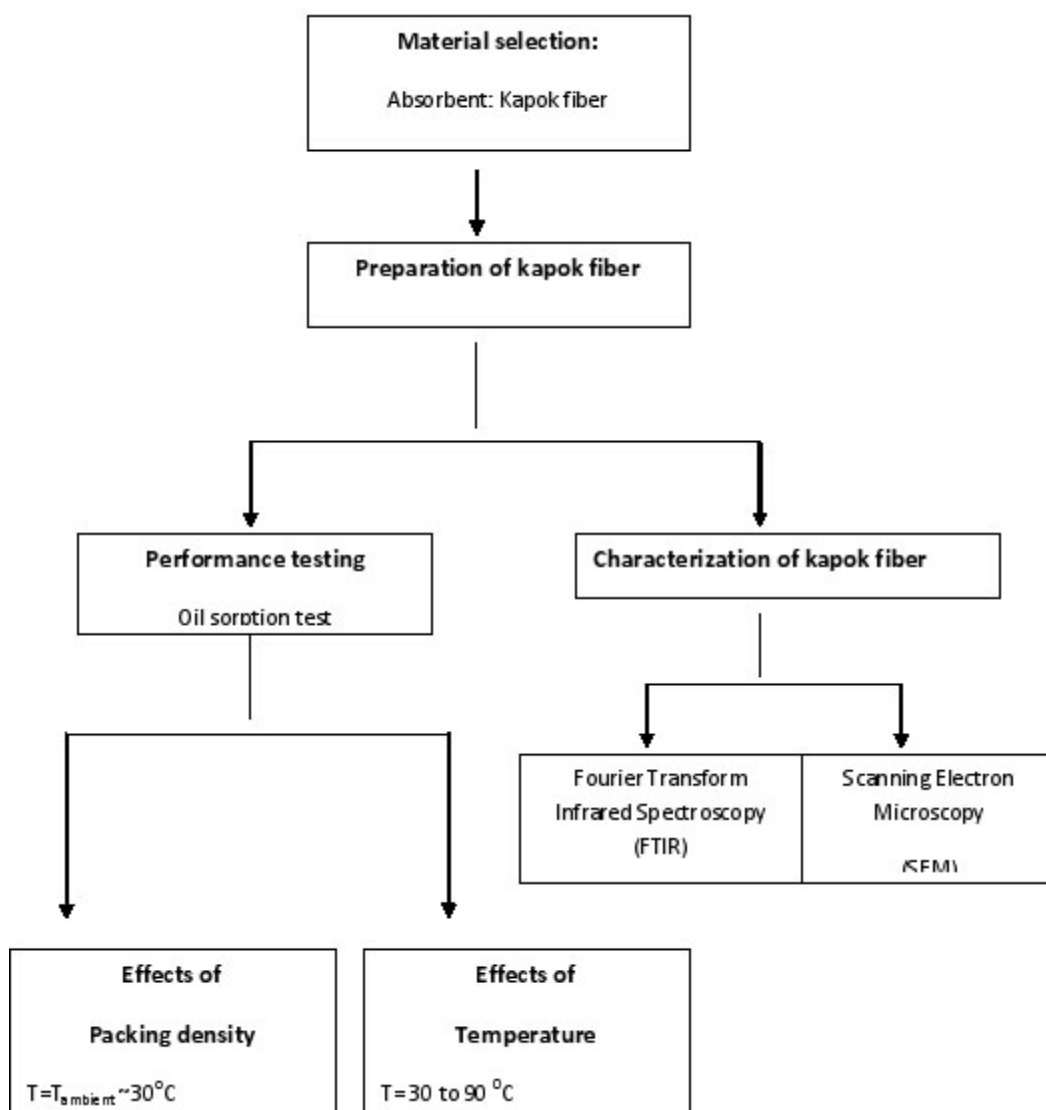 Material selection:
Absorbent: Kapok fiber
Preparation of kapok fiber
Performance testing
Oil sorption test
Characterization of kapok fiber
Fourier Transform
Infrared Spectroscopy
(FTIR)
Scanning Electron
Microscopy
(SEM)
Effects of
Packing density
T=Tambient~30°C
Effects of
Temperature
T=30 to 90 °C